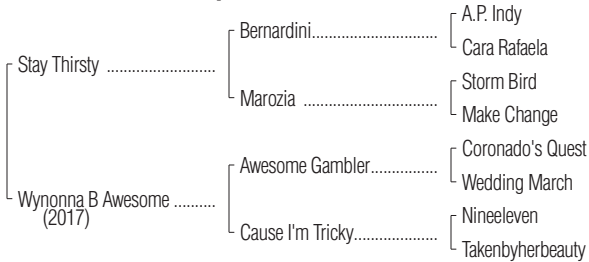 A.P. Indy
Bernardini..................
Cara Rafaela
Stay Thirsty ..........................
Storm Bird
Marozia ................................
Make Change
Coronado's Quest
Awesome Gambler................
Wedding March
Wynonna B Awesome ..........
(2017)
Nineeleven
Cause I'm Tricky....................
Takenbyherbeauty